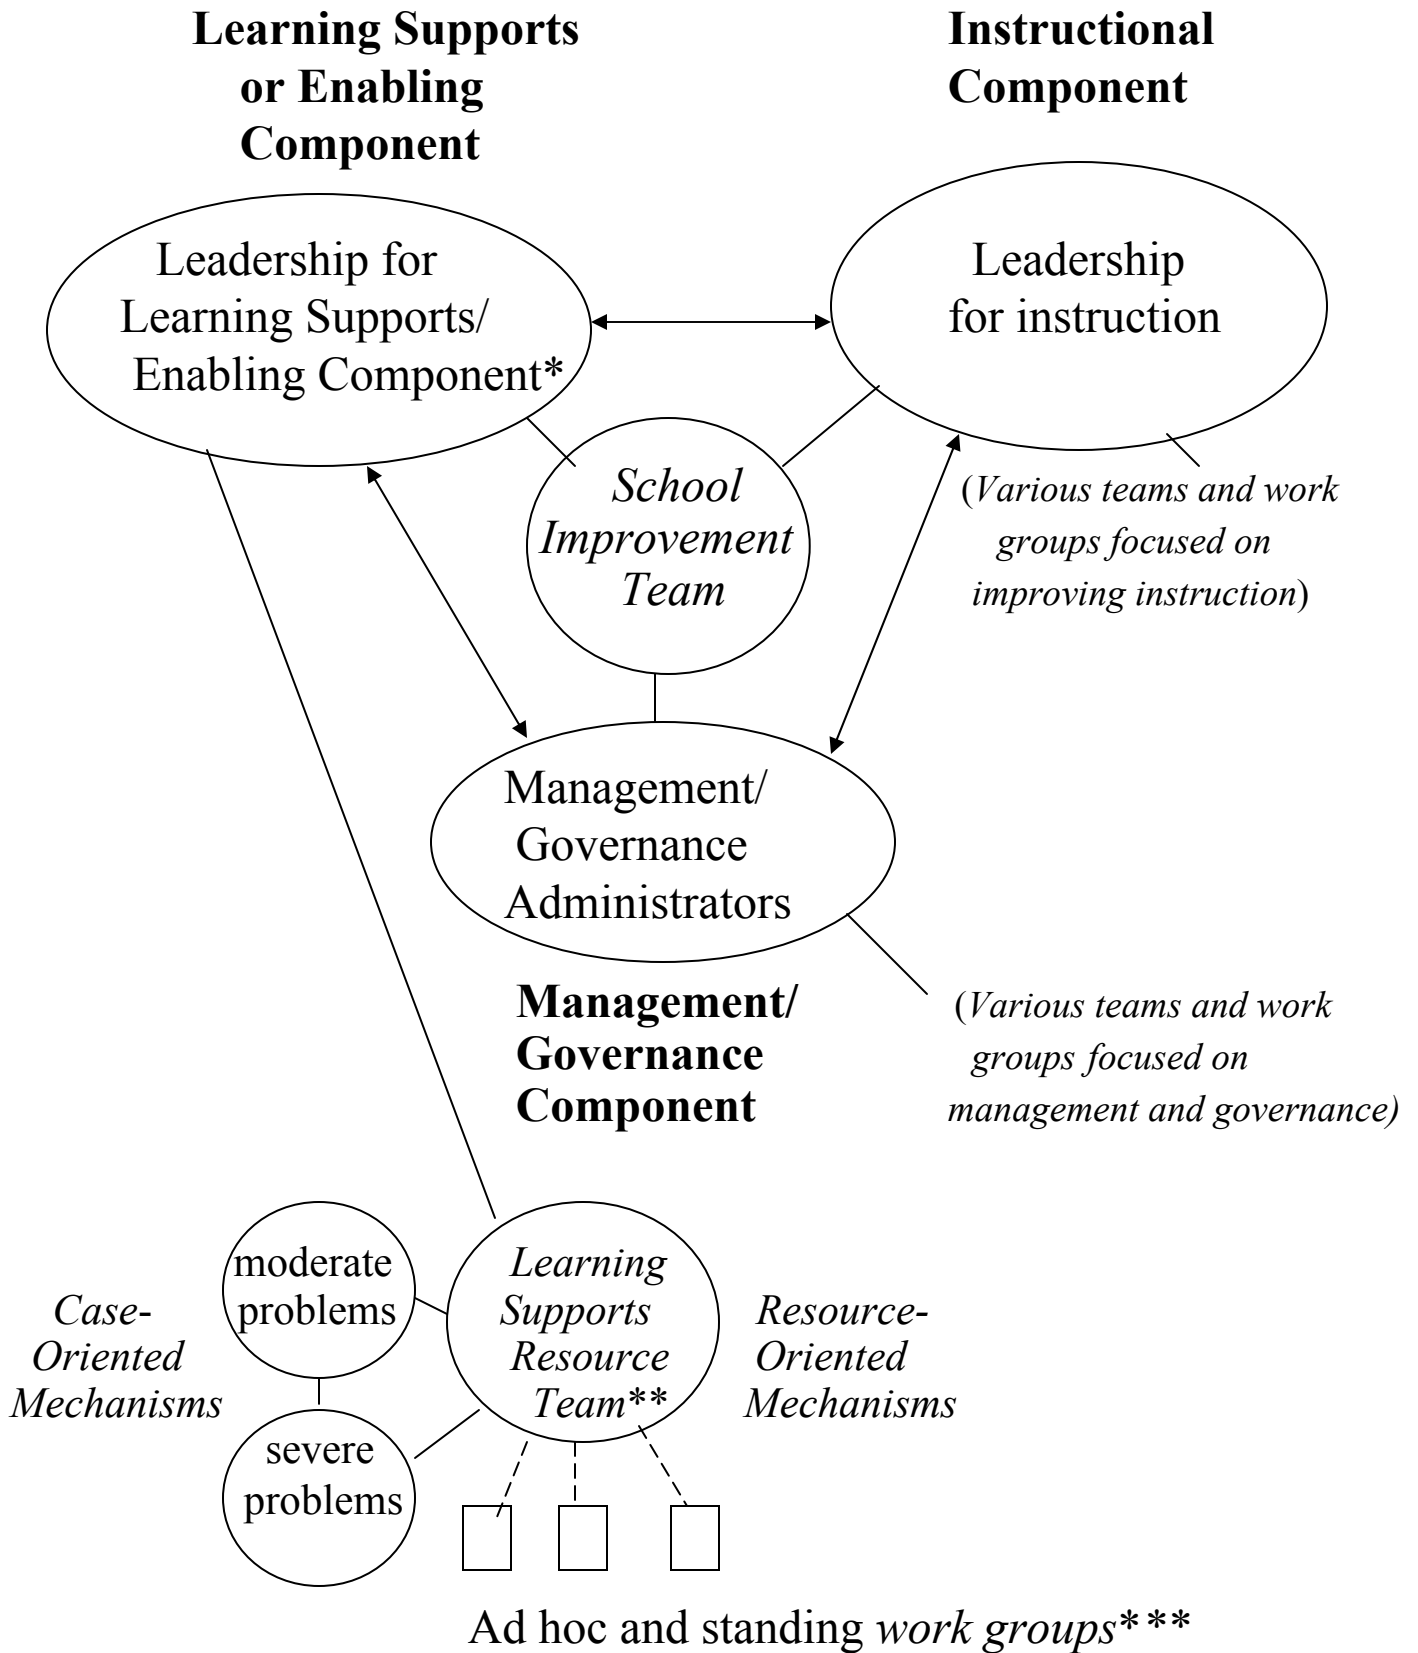 Learning Supports
or Enabling
Component
Instructional
Component
Leadership for
Learning Supports/
Enabling Component*
Leadership
for instruction
School
Improvement
Team
(Various teams and work
groups focused on
improving instruction)
Management/
Governance
Administrators
Management/
Governance
Component
(Various teams and work
groups focused on
management and governance)
moderate
problems
Case-
Oriented
Mechanisms
severe
problems
Learning
Supports
Resource
Team**
Resource-
Oriented
Mechanisms
Ad hoc and standing work groups***